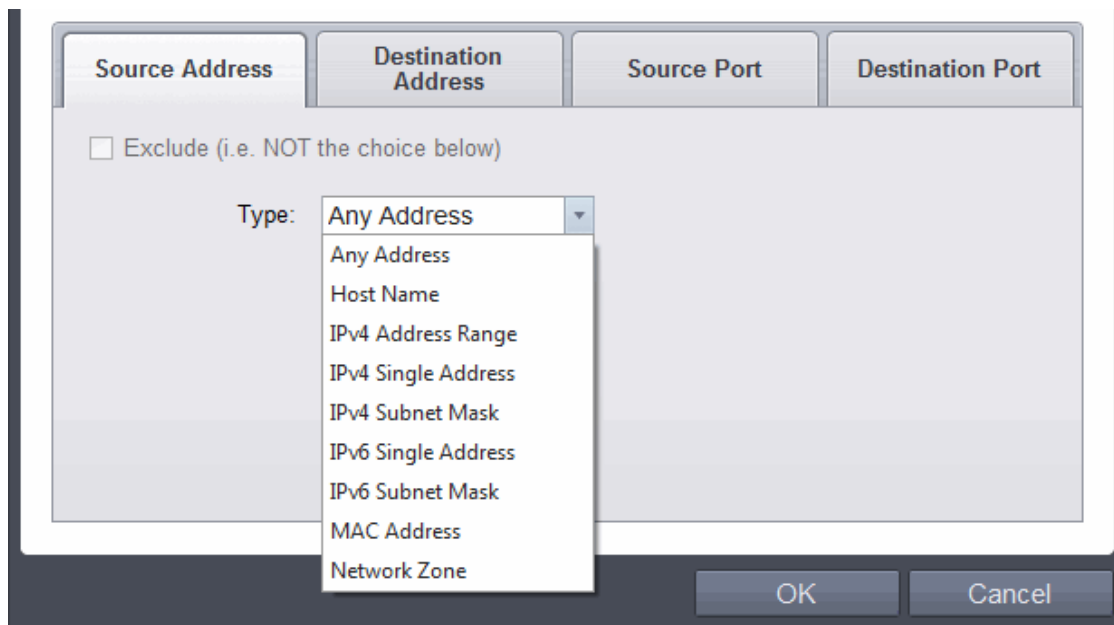 Source Address
Destination
Address
Source Port
Destination Port
Exclude (i.e. NOT the choice below)
Type: Any Address
Any Address
Host Name
IPv4 Address Range
IPv4 Single Address
IPv4 Subnet Mask
IPv6 Single Address
IPv6 Subnet Mask
MAC Address
Network Zone
OK
Cancel